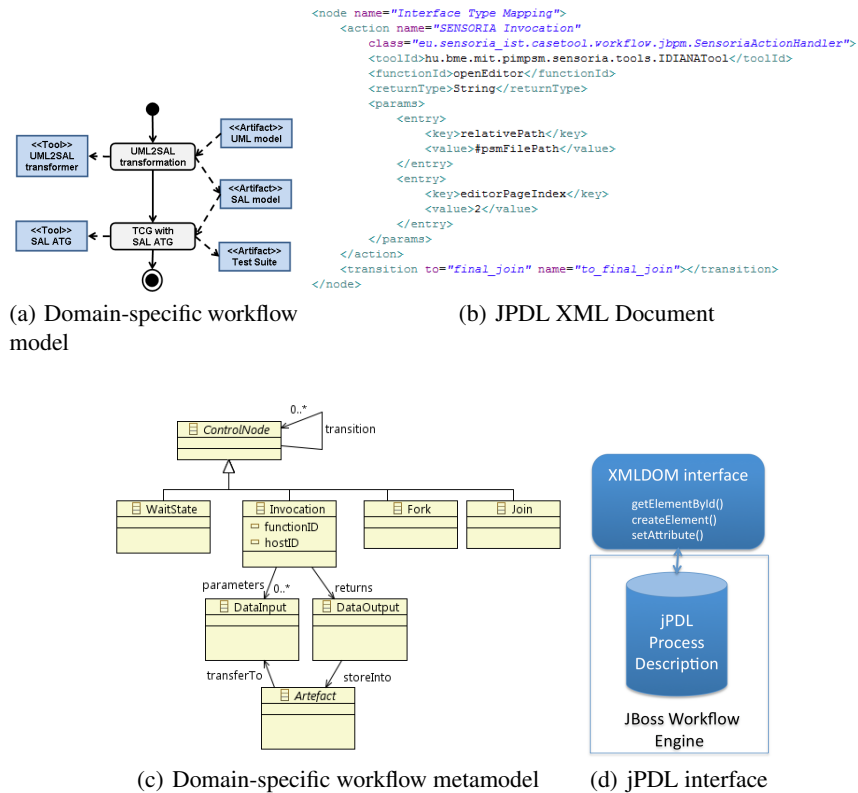 <<Tool>>
UML2SAL
transformer
UML2SAL
transformation
<<Artifact>>
UML model
<<Artifact>>
SAL model
<<Tool>>
SAL ATG
TCG with
SAL ATG
<<Artifact>>
Test Suite
(a) Domain-specific workflow
model
<node name="Interface Type Mapping">
<action name="SENSORIA Invocation"
class="eu.sensoria_ist.casetool.workflow.jbpm.SensoriaActionHandler">
<toolId>hu.bme.mit.pimpsm.sensoria.tools.IDIANATool</toolId>
<functionId>openEditor</functionId>
<returnType>String</returnType>
<params>
<entry>
<key>relativePath</key>
<value>#psmFilePath</value>
</entry>
<entry>
<key>editorPageIndex</key>
<value>2</value>
</entry>
</params>
</action>
<transition to="final_join" name="to_final_join"></transition>
</node>
(b) JPDL XML Document
0..*
ControlNode
transition
WaitState
Invocation
functionID
hostID
Fork
Join
parameters
0..*
returns
DataInput
DataOutput
transferTo
storeInto
Artefact
(c) Domain-specific workflow metamodel
XMLDOM interface
getElementById()
createElement()
setAttribute()
jPDL
Process
Description
JBoss Workflow
Engine
(d) jPDL interface